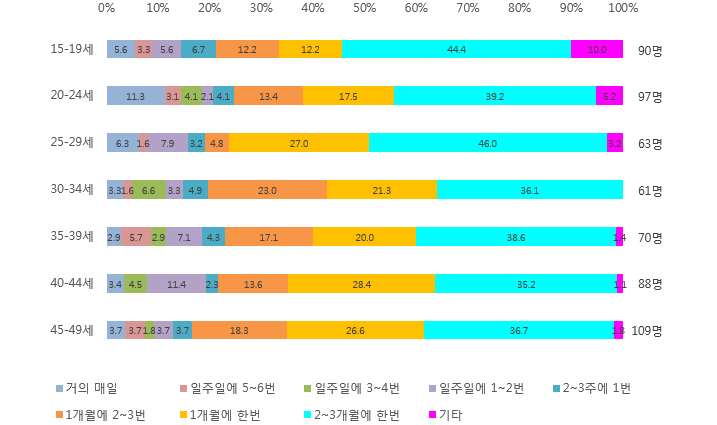 0% 10% 20% 30% 40% 50% 60% 70% 80% 90% 100%
15-19세 5.6 3.3 5.6 6.7 12.2 12.2 44.4 10.0 90명
20-24세 11.3 3.1 4.1 2.1 4.1 13.4 17.5 39.2 5.2 97명
25-29세 6.3 1.6 7.9 3.2 4.8 27.0 46.0 3.2 63명
30-34세 3.3 1.6 6.6 3.3 4.9 23.0 21.3 36.1 61명
35-39세 2.9 5.7 2.9 7.1 4.3 17.1 20.0 38.6 1.4 70명
40-44세 3.4 4.5 11.4 2.3 13.6 28.4 35.2 1.1 88명
45-49세 3.7 3.7 1.8 3.7 3.7 18.3 26.6 36.7 1.8 109명
거의 매일 일주일에 5~6번 일주일에 3~4번 일주일에 1~2번 2~3주에 1번
1개월에 2~3번 1개월에 한번 2~3개월에 한번 기타